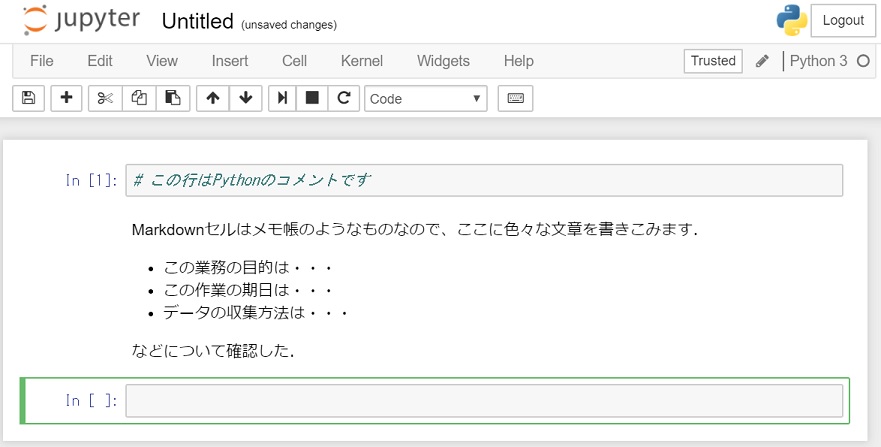 jupyter Untitled (unsaved changes) Logout
File Edit View Insert Cell Kernel Widgets Help Trusted Python 3
Code
In [1]: # この行はPythonのコメントです
Markdownセルはメモ帳のようなものなので、ここに色々な文章を書きこみます.
• この業務の目的は・・・
• この作業の期日は・・・
• データの収集方法は・・・
などについて確認した.
In [ ]: